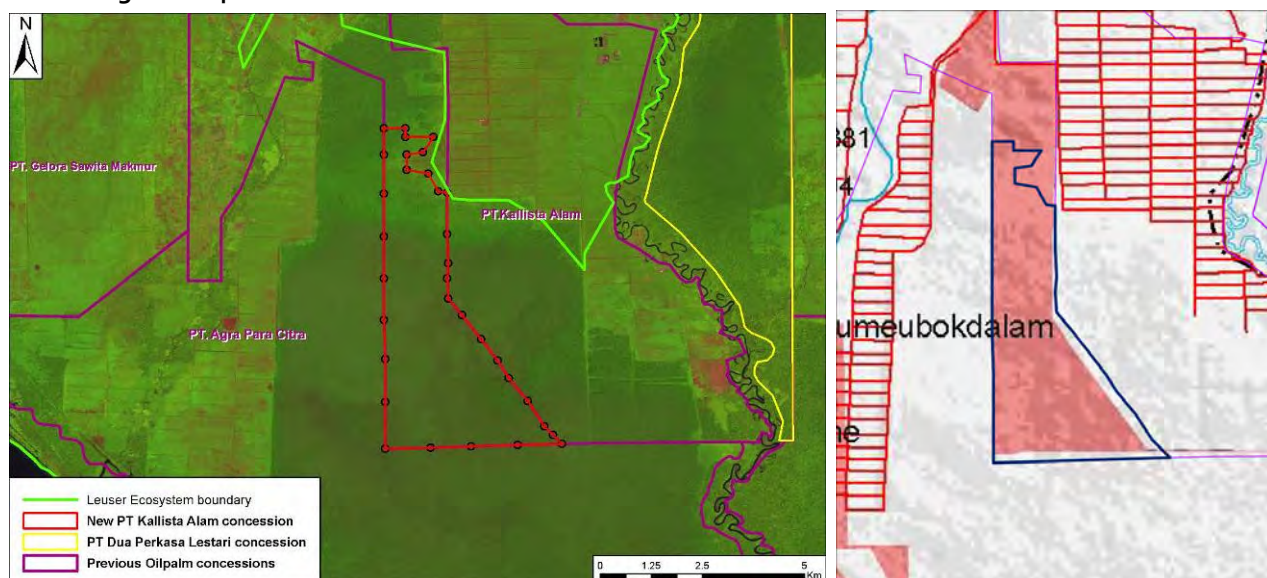 N
PT. Gelora Sawita Makmur
PT.Kallista Alam
PT. Agra Para Citra
Leuser Ecosystem boundary
New PT Kallista Alam concession
PT Dua Perkasa Lestari concession
Previous Oilpalm concessions
0 1.25 2.5 5
Km
umeubokdalam